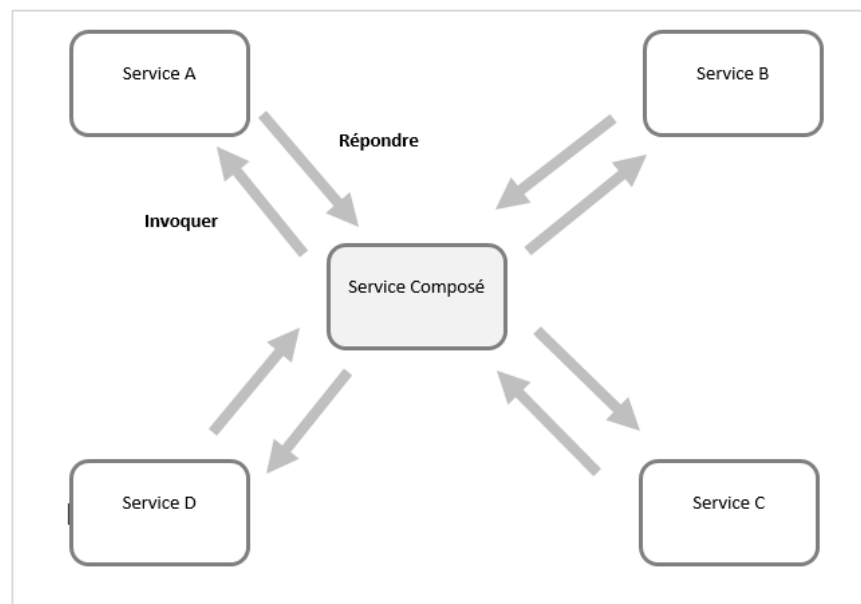 Service A
Service B
Répondre
Invoquer
Service Composé
Service D
Service C